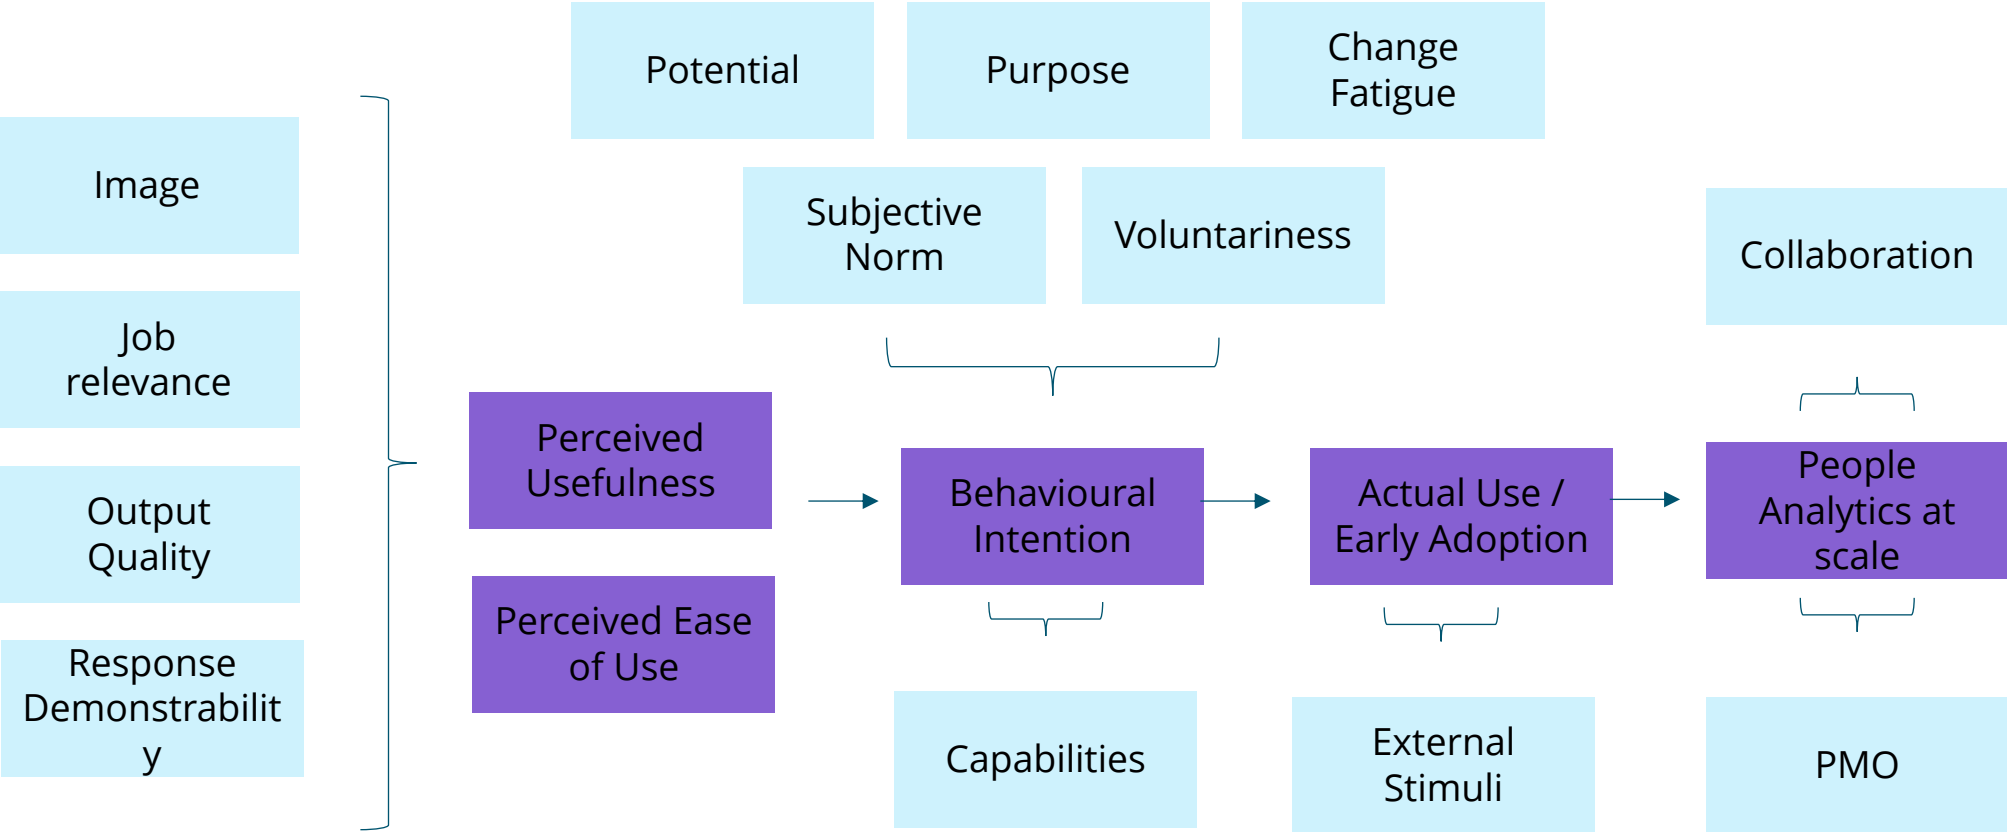 Potential
Purpose
Change
Fatigue
Image
Subjective
Norm
Voluntariness
Collaboration
Job
relevance
Perceived
Usefulness
Behavioural
Intention
Actual Use /
Early Adoption
People
Analytics at
scale
Output
Quality
Perceived Ease
of Use
Response
Demonstrabilit
y
Capabilities
External
Stimuli
PMO